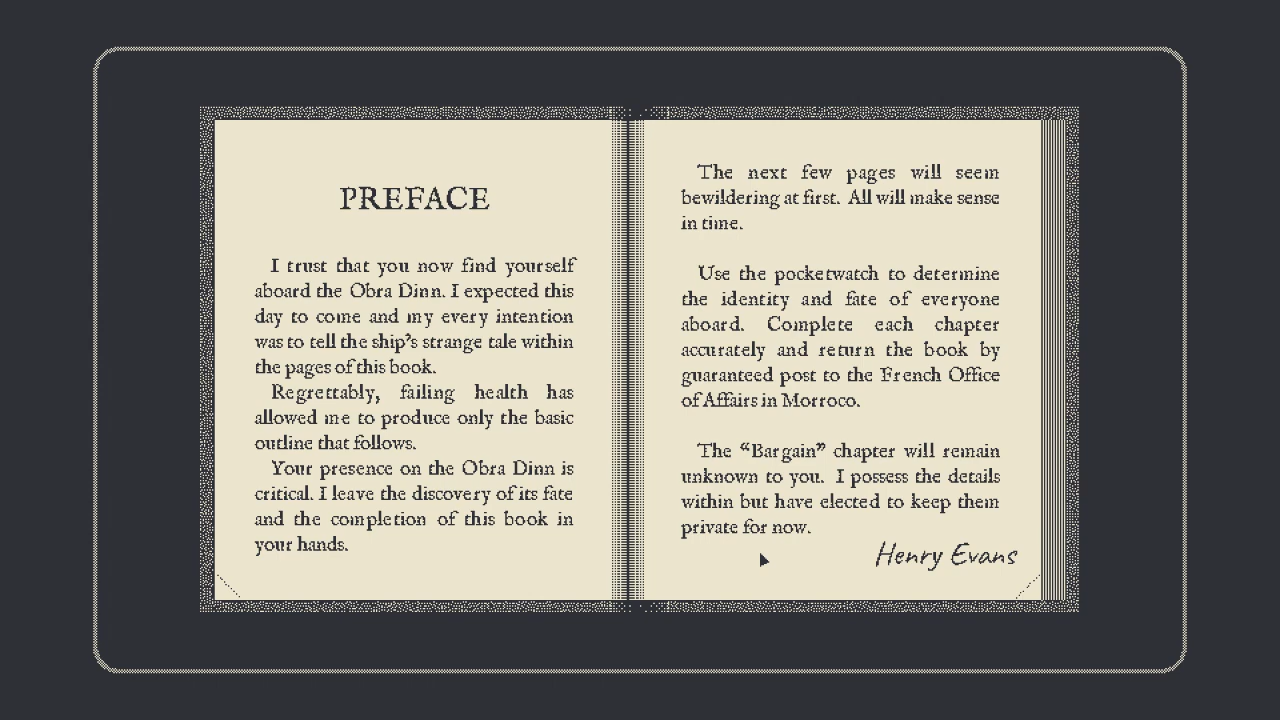 PREFACE
I trust that you now find yourself
aboard the Obra Dinn. I expected this
day to come and my every intention
was to tell the ship's strange tale within
the pages of this book.
Regrettably, failing health has
allowed me to produce only the basic
outline that follows.
Your presence on the Obra Dinn is
critical. I leave the discovery of its fate
and the completion of this book in
your hands.
The next few pages will seem
bewildering at first. All will make sense
in time.
Use the pocketwatch to determine
the identity and fate of everyone
aboard. Complete each chapter
accurately and return the book by
guaranteed post to the French Office
of Affairs in Morroco.
The “Bargain” chapter will remain
unknown to you. I possess the details
within but have elected to keep them
private for now.
Henry Evans